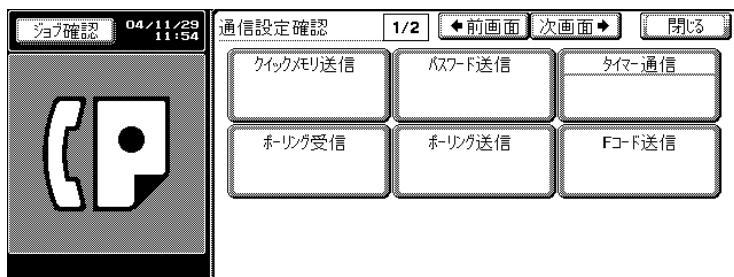 ジョブ確認
04/11/29
11:54
通信設定確認
1/2
←前画面
次画面→
閉じる
クイックメモリ送信
パスワード送信
タイマー通信
ポーリング受信
ポーリング送信
Fコード送信